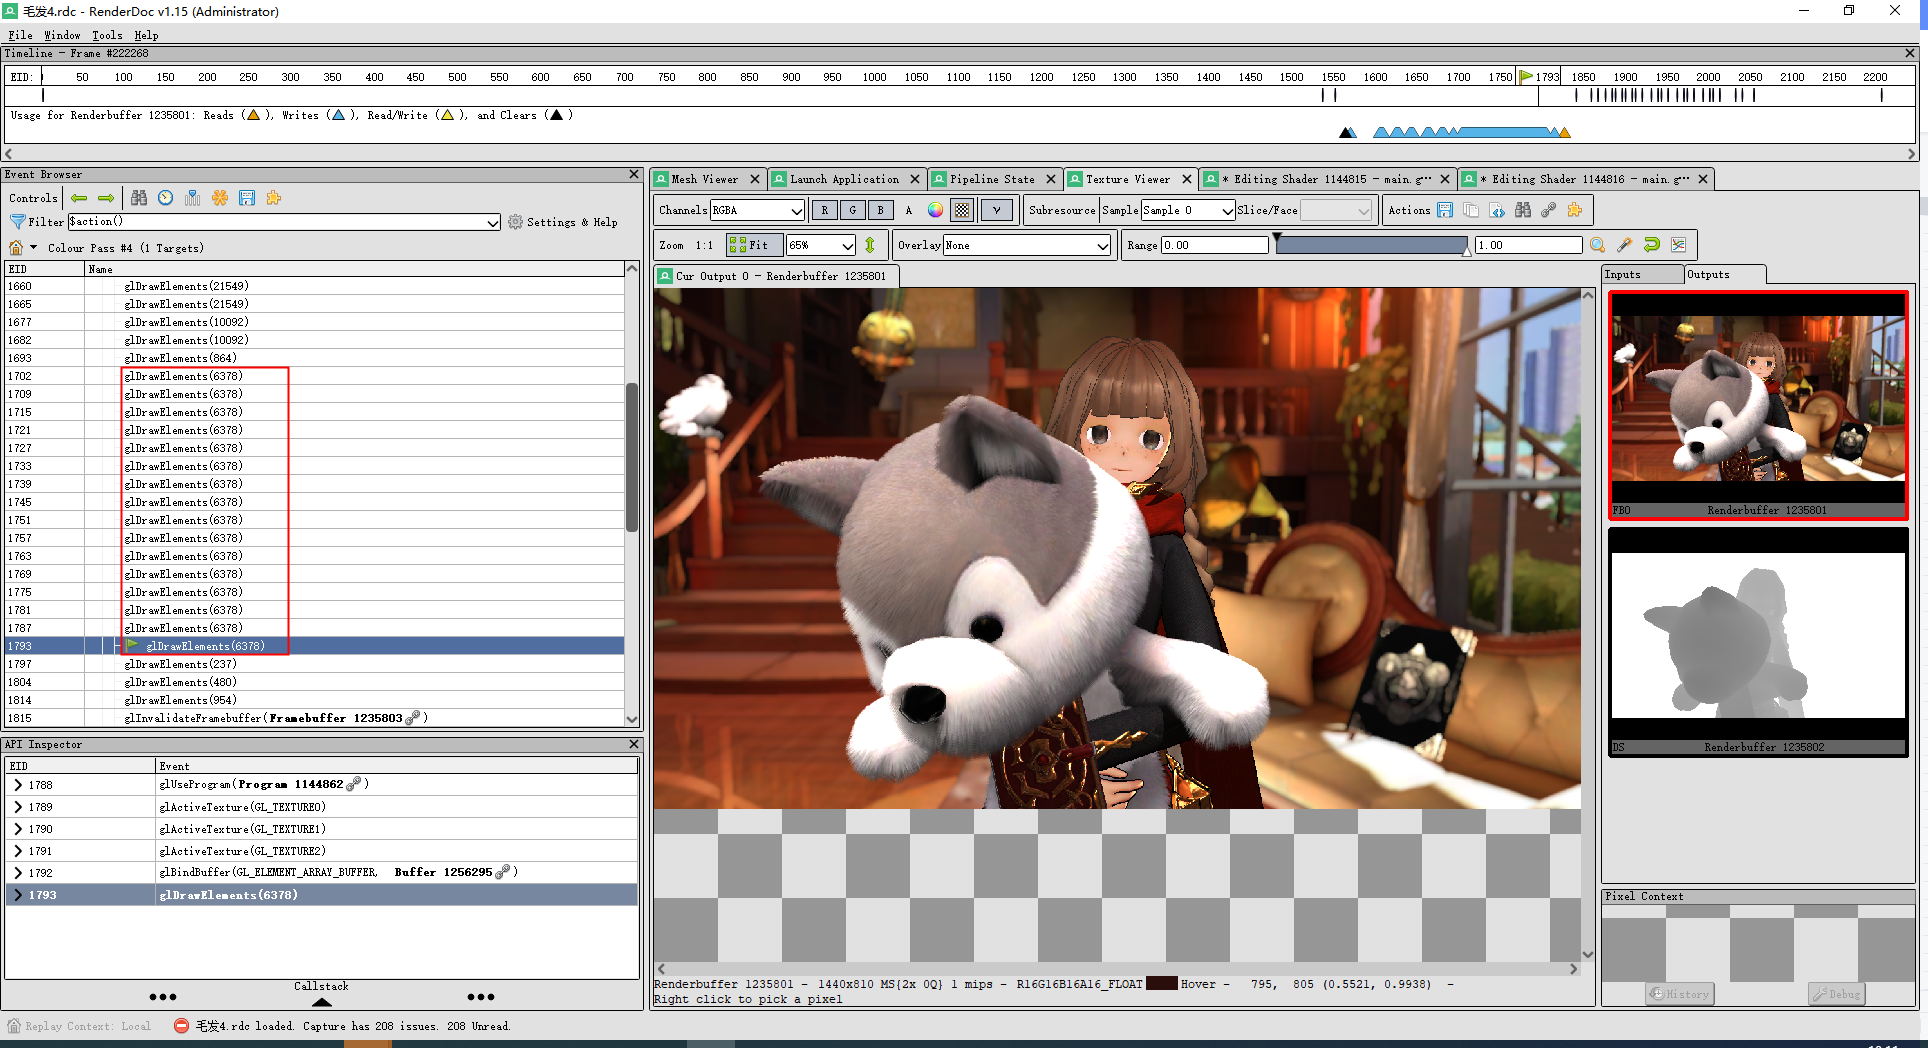 毛发4.rdc - RenderDoc v1.15 (Administrator)
File Window Tools Help
Timeline - Frame #222268
EID: 50 100 150 200 250 300 350 400 450 500 550 600 650 700 750 800 850 900 950 1000 1050 1100 1150 1200 1250 1300 1350 1400 1450 1500 1550 1600 1650 1700 1750 1793 1850 1900 1950 2000 2050 2100 2150 2200
Usage for Renderbuffer 1235801: Reads ( ), Writes ( ), Read/Write ( ), and Clears ( )
Event Browser
Controls
Filter $action() Settings & Help
Colour Pass #4 (1 Targets)
EID Name
1660 glDrawElements(21549)
1665 glDrawElements(21549)
1677 glDrawElements(10092)
1682 glDrawElements(10092)
1693 glDrawElements(864)
1702 glDrawElements(6378)
1709 glDrawElements(6378)
1715 glDrawElements(6378)
1721 glDrawElements(6378)
1727 glDrawElements(6378)
1733 glDrawElements(6378)
1739 glDrawElements(6378)
1745 glDrawElements(6378)
1751 glDrawElements(6378)
1757 glDrawElements(6378)
1763 glDrawElements(6378)
1769 glDrawElements(6378)
1775 glDrawElements(6378)
1781 glDrawElements(6378)
1787 glDrawElements(6378)
1793 glDrawElements(6378)
1797 glDrawElements(237)
1804 glDrawElements(480)
1814 glDrawElements(954)
1815 glInvalidateFramebuffer(Framebuffer 1235803 )
API Inspector
EID Event
1788 glUseProgram(Program 1144862 )
1789 glActiveTexture(GL_TEXTURE0)
1790 glActiveTexture(GL_TEXTURE1)
1791 glActiveTexture(GL_TEXTURE2)
1792 glBindBuffer(GL_ELEMENT_ARRAY_BUFFER, Buffer 1256295 )
1793 glDrawElements(6378)
Callstack
Mesh Viewer Launch Application Pipeline State Texture Viewer * Editing Shader 1144815 - main.g… * Editing Shader 1144816 - main.g…
Channels RGBA R G B A γ Subresource Sample Sample 0 Slice/Face Actions
Zoom 1:1 Fit 65% Overlay None Range 0.00 1.00
Cur Output 0 - Renderbuffer 1235801
Inputs Outputs
FBO Renderbuffer 1235801
DS Renderbuffer 1235802
Pixel Context
History Debug
Renderbuffer 1235801 - 1440x810 MS{2x 0Q} 1 mips - R16G16B16A16_FLOAT Hover - 795, 805 (0.5521, 0.9938) -
Right click to pick a pixel
Replay Context: Local 毛发4.rdc loaded. Capture has 208 issues. 208 Unread.